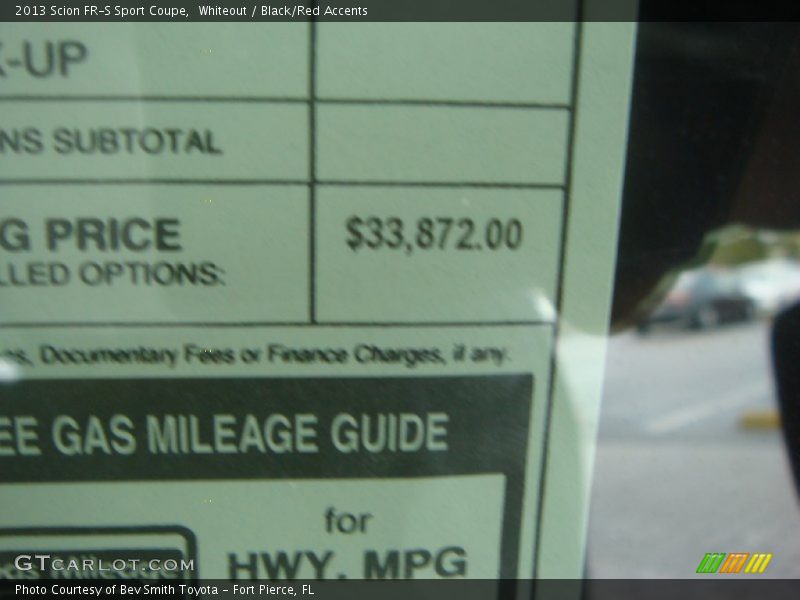 2013 Scion FR-S Sport Coupe,  Whiteout / Black/Red Accents
-UP
NS SUBTOTAL
G PRICE
$33,872.00
LLED OPTIONS:
es, Documentary Fees or Finance Charges, if any.
EE GAS MILEAGE GUIDE
for
HWY. MPG
GTCARLOT.COM
Photo Courtesy of Bev Smith Toyota - Fort Pierce, FL